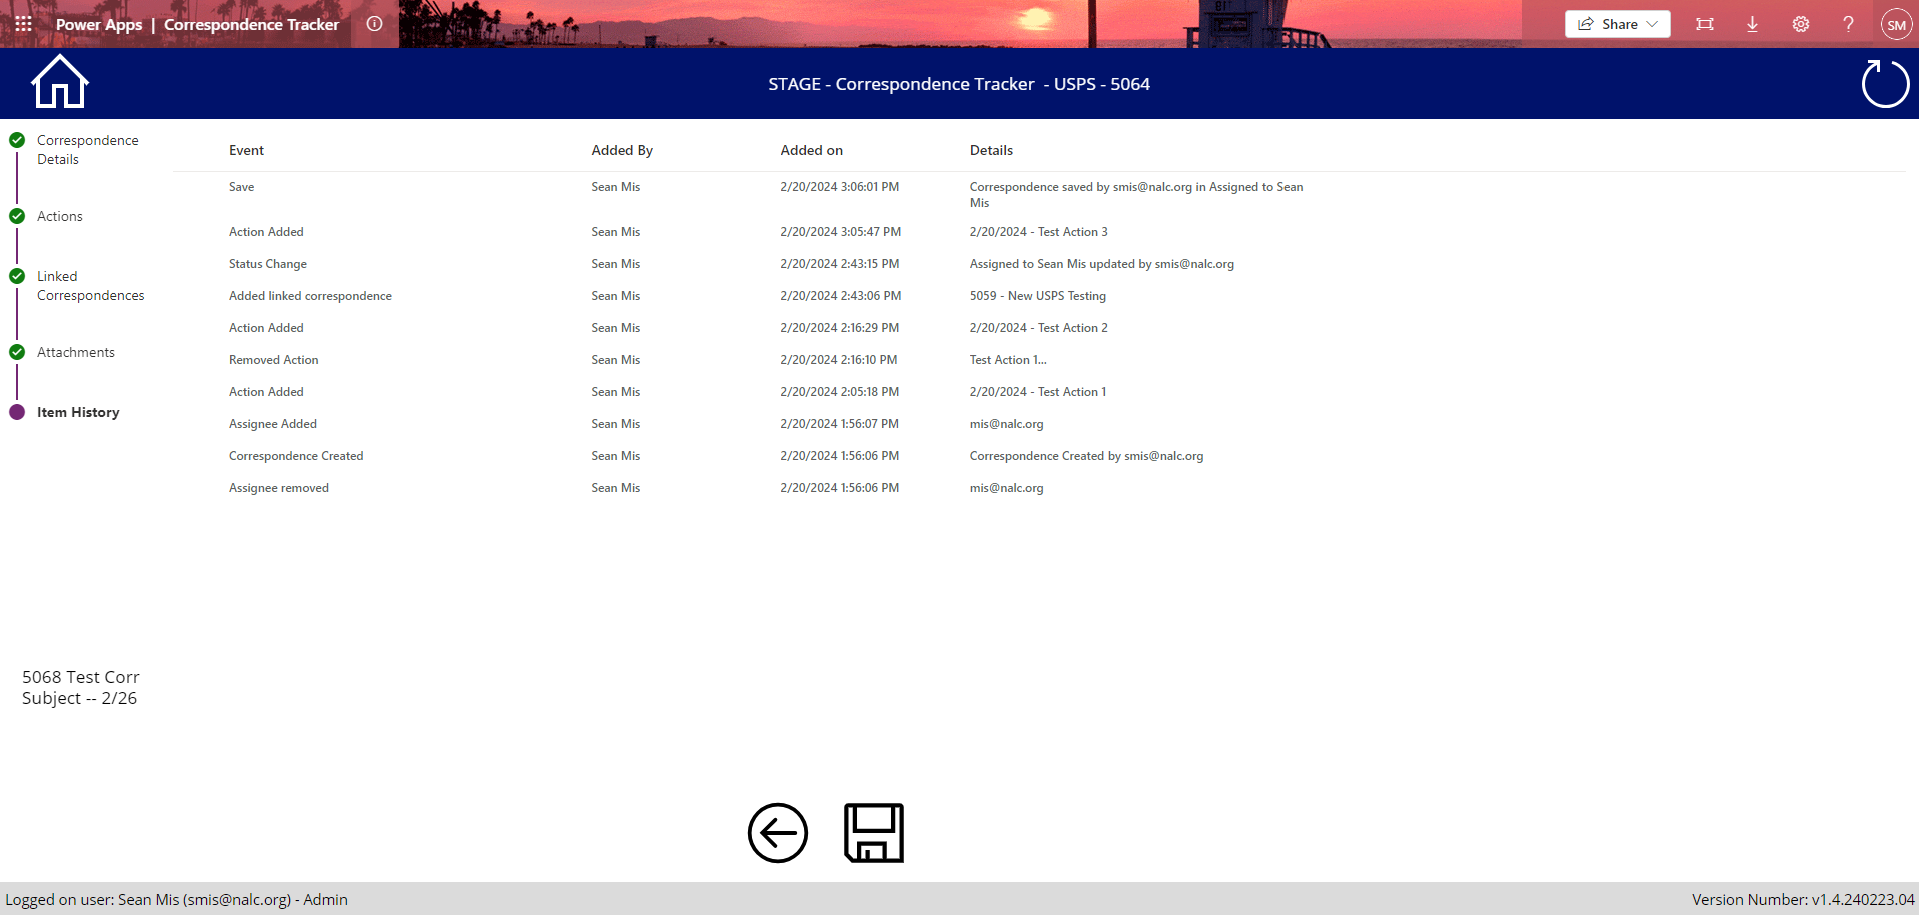 Power Apps | Correspondence Tracker
Share
SM
STAGE - Correspondence Tracker  - USPS - 5064
Correspondence
Details
Actions
Linked
Correspondences
Attachments
Item History
Event Added By Added on Details
Save Sean Mis 2/20/2024 3:06:01 PM Correspondence saved by smis@nalc.org in Assigned to Sean
Mis
Action Added Sean Mis 2/20/2024 3:05:47 PM 2/20/2024 - Test Action 3
Status Change Sean Mis 2/20/2024 2:43:15 PM Assigned to Sean Mis updated by smis@nalc.org
Added linked correspondence Sean Mis 2/20/2024 2:43:06 PM 5059 - New USPS Testing
Action Added Sean Mis 2/20/2024 2:16:29 PM 2/20/2024 - Test Action 2
Removed Action Sean Mis 2/20/2024 2:16:10 PM Test Action 1...
Action Added Sean Mis 2/20/2024 2:05:18 PM 2/20/2024 - Test Action 1
Assignee Added Sean Mis 2/20/2024 1:56:07 PM mis@nalc.org
Correspondence Created Sean Mis 2/20/2024 1:56:06 PM Correspondence Created by smis@nalc.org
Assignee removed Sean Mis 2/20/2024 1:56:06 PM mis@nalc.org
5068 Test Corr
Subject -- 2/26
Logged on user: Sean Mis (smis@nalc.org) - Admin
Version Number: v1.4.240223.04